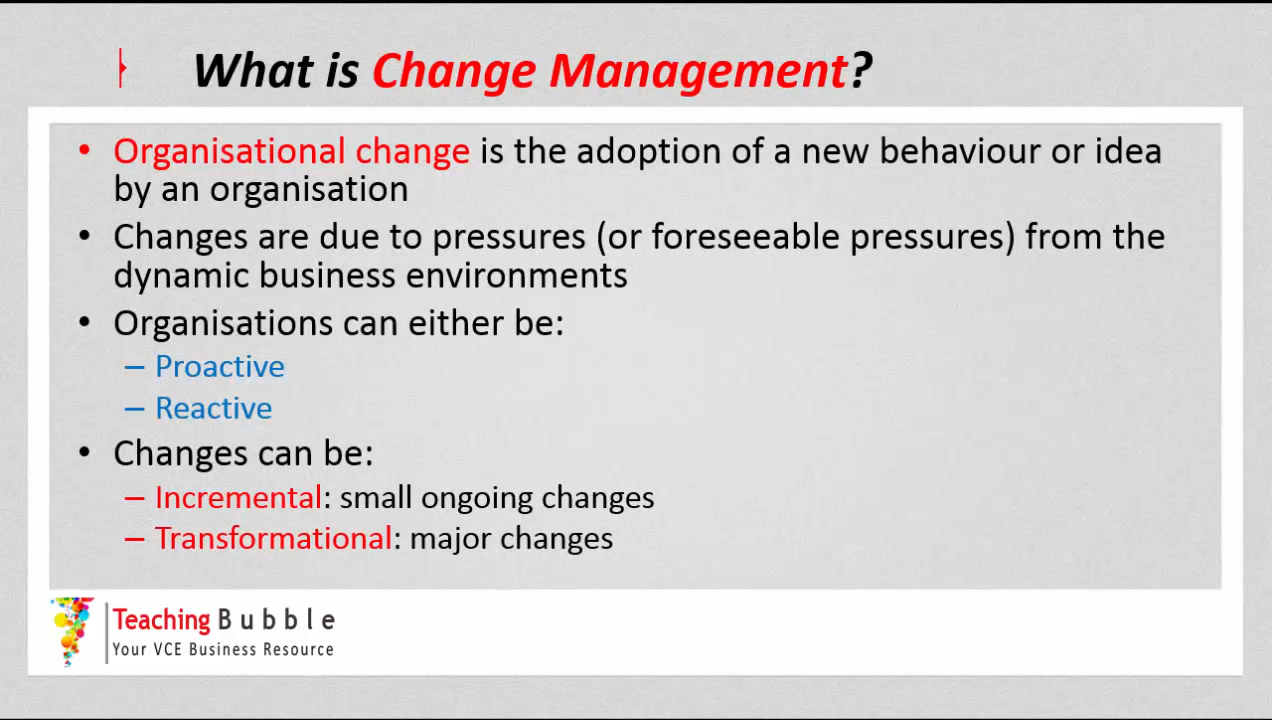 What is Change Management?
• Organisational change is the adoption of a new behaviour or idea
by an organisation
• Changes are due to pressures (or foreseeable pressures) from the
dynamic business environments
• Organisations can either be:
– Proactive
– Reactive
• Changes can be:
– Incremental: small ongoing changes
– Transformational: major changes
Teaching Bubble
Your VCE Business Resource